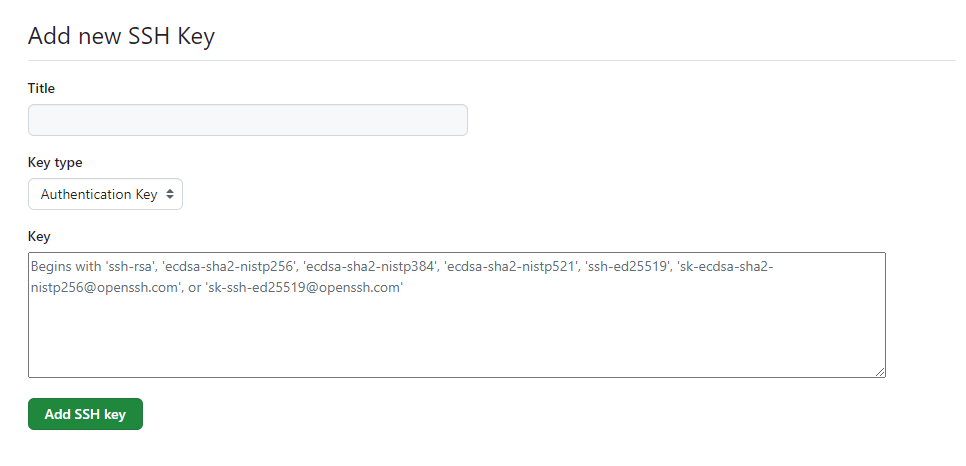 Add new SSH Key
Title
Key type
Authentication Key
Key
Begins with 'ssh-rsa', 'ecdsa-sha2-nistp256', 'ecdsa-sha2-nistp384', 'ecdsa-sha2-nistp521', 'ssh-ed25519', 'sk-ecdsa-sha2-
nistp256@openssh.com', or 'sk-ssh-ed25519@openssh.com'
Add SSH key